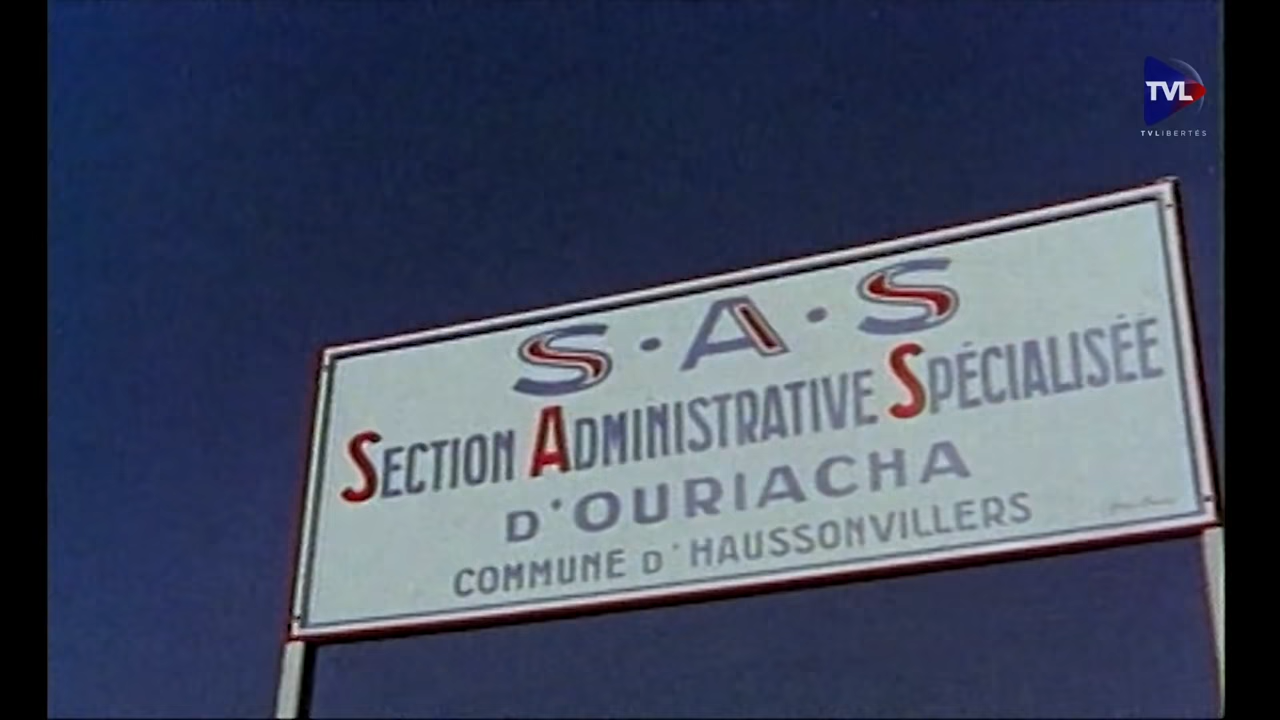 TVL
TVLIBERTÉS
S·A·S
SECTION ADMINISTRATIVE SPÉCIALISÉE
D'OURIACHA
COMMUNE D'HAUSSONVILLERS